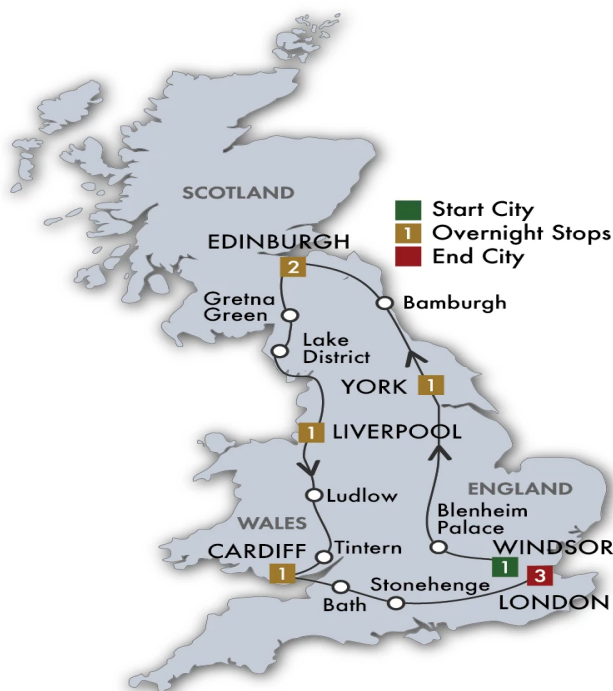 SCOTLAND
Start City
1 Overnight Stops
End City
EDINBURGH
2
Gretna
Green
Bamburgh
Lake
District
YORK 1
1 LIVERPOOL
Ludlow
ENGLAND
Blenheim
Palace
WALES
CARDIFF
Tintern
WINDSOR
1
1
3
Stonehenge
Bath
LONDON